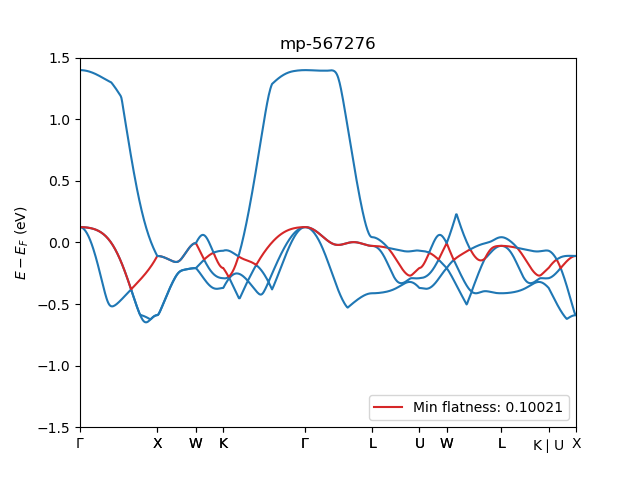 mp-567276
E − E_F (eV)
1.5
1.0
0.5
0.0
−0.5
−1.0
−1.5
Min flatness: 0.10021
Γ X W K Γ L U W L K | U X